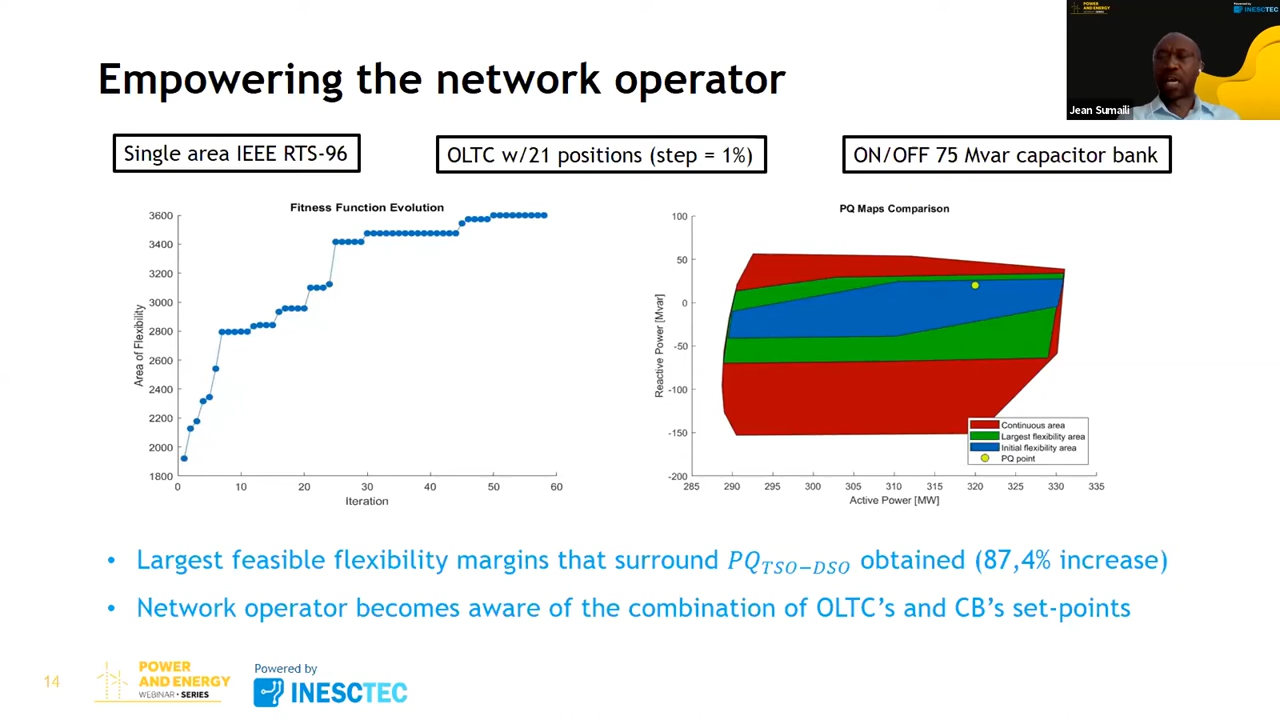 POWER
AND ENERGY
Powered by
INESCTEC
Jean Sumaili
Empowering the network operator
Single area IEEE RTS-96
OLTC w/21 positions (step = 1%)
ON/OFF 75 Mvar capacitor bank
Fitness Function Evolution
Area of Flexibility
3600
3400
3200
3000
2800
2600
2400
2200
2000
1800
0 10 20 30 40 50 60
Iteration
PQ Maps Comparison
Reactive Power [Mvar]
100
50
0
-50
-100
-150
-200
Continuous area
Largest flexibility area
Initial flexibility area
PQ point
285 290 295 300 305 310 315 320 325 330 335
Active Power [MW]
• Largest feasible flexibility margins that surround PQ_TSO−DSO obtained (87,4% increase)
• Network operator becomes aware of the combination of OLTC's and CB's set-points
14
POWER
AND ENERGY
WEBINAR • SERIES
Powered by
INESCTEC